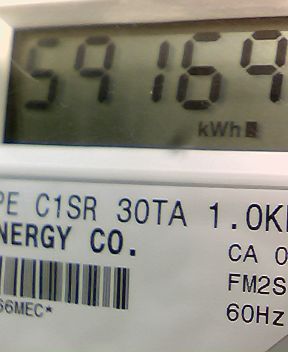 59169
kWh
PE C1SR 30TA 1.0K
NERGY CO.
CA 0
FM2S
66MEC*
60Hz